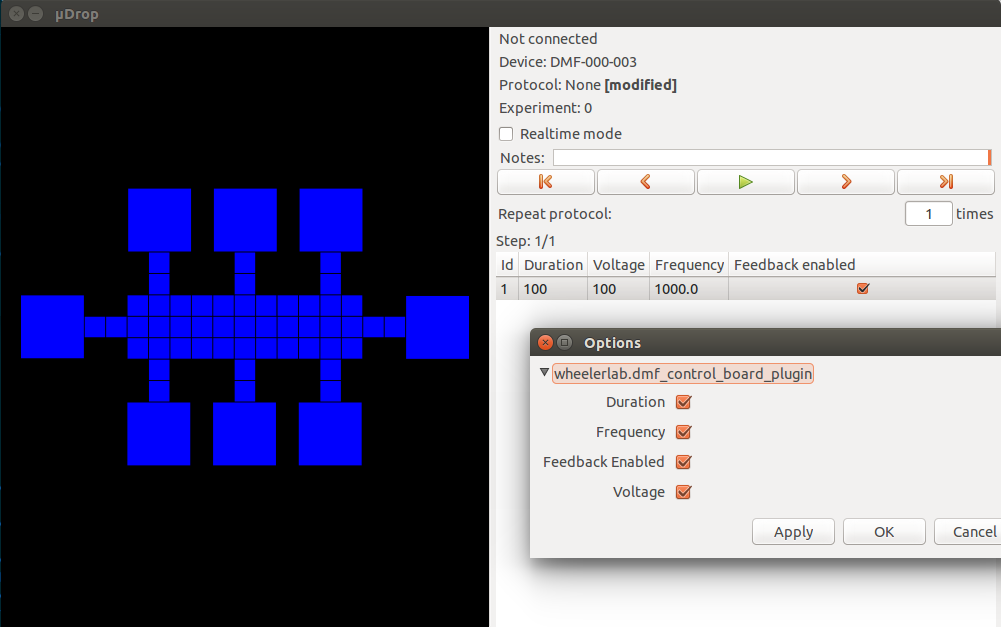 μDrop
Not connected
Device: DMF-000-003
Protocol: None [modified]
Experiment: 0
Realtime mode
Notes:
Repeat protocol: 1 times
Step: 1/1
Id Duration Voltage Frequency Feedback enabled
1 100 100 1000.0
Options
wheelerlab.dmf_control_board_plugin
Duration
Frequency
Feedback Enabled
Voltage
Apply OK Cancel